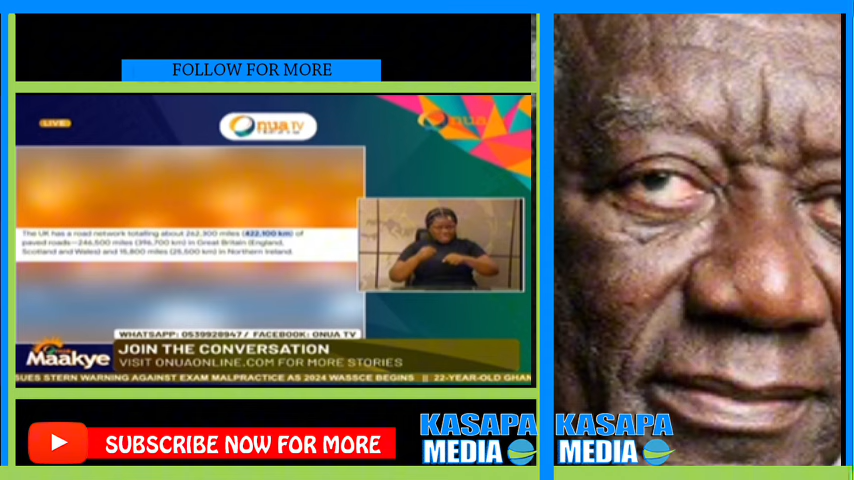 FOLLOW FOR MORE
LIVE
Onua TV
Onua
The UK has a road network totalling about 262,300 miles (422,100 km) of
paved roads—246,500 miles (396,700 km) in Great Britain (England,
Scotland and Wales) and 15,800 miles (25,500 km) in Northern Ireland.
WHATSAPP: 0539928947 / FACEBOOK: ONUA TV
Maakye
JOIN THE CONVERSATION
VISIT ONUAONLINE.COM FOR MORE STORIES
SUES STERN WARNING AGAINST EXAM MALPRACTICE AS 2024 WASSCE BEGINS || 22-YEAR-OLD GHAN
SUBSCRIBE NOW FOR MORE
KASAPA
MEDIA
KASAPA
MEDIA